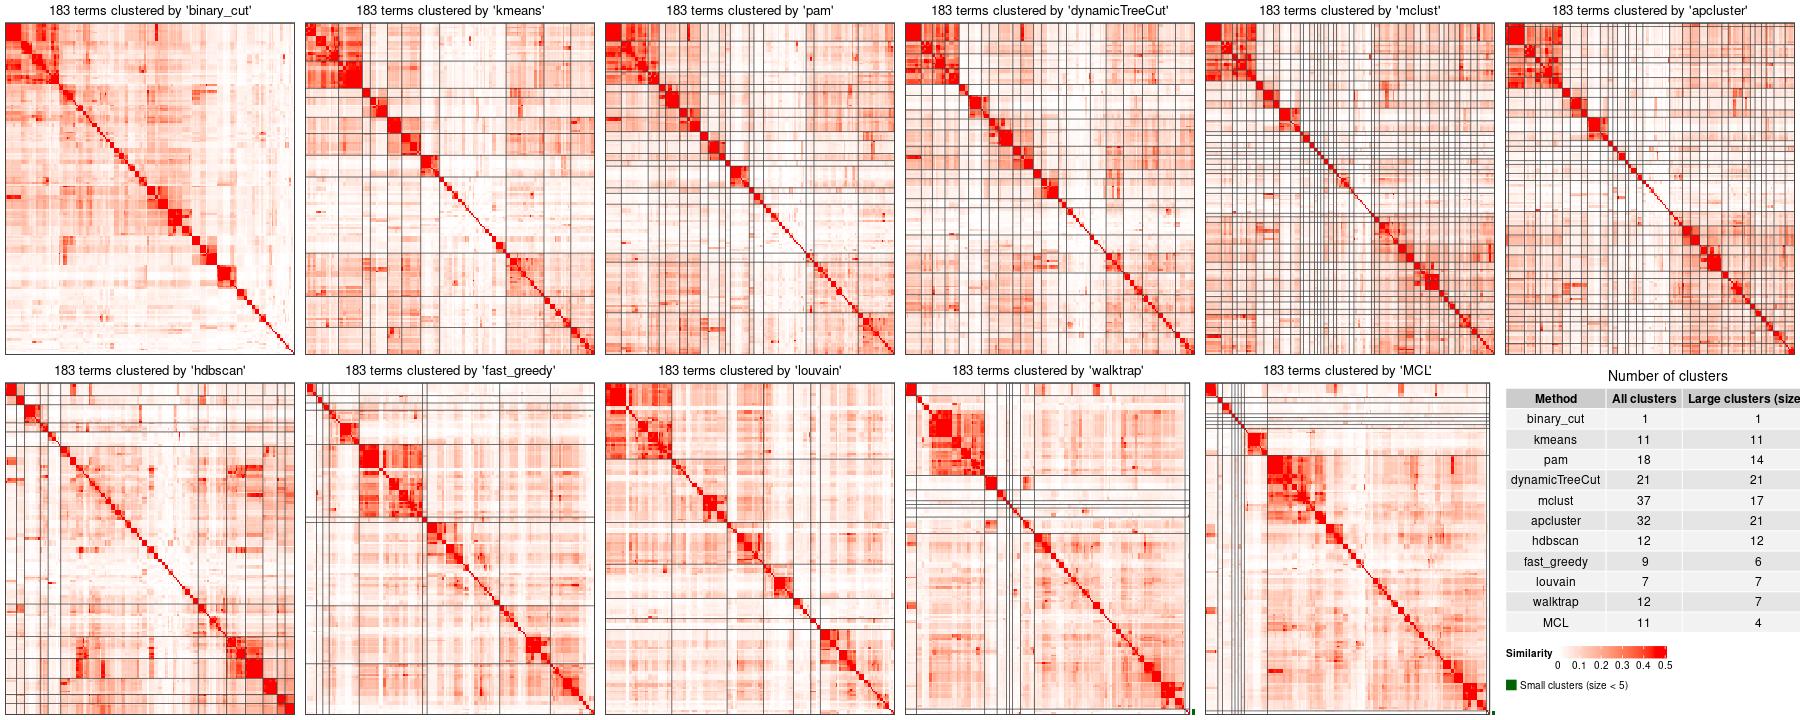 183 terms clustered by 'binary_cut'
183 terms clustered by 'kmeans'
183 terms clustered by 'pam'
183 terms clustered by 'dynamicTreeCut'
183 terms clustered by 'mclust'
183 terms clustered by 'apcluster'
183 terms clustered by 'hdbscan'
183 terms clustered by 'fast_greedy'
183 terms clustered by 'louvain'
183 terms clustered by 'walktrap'
183 terms clustered by 'MCL'
Number of clusters
Method All clusters Large clusters (size
binary_cut 1 1
kmeans 11 11
pam 18 14
dynamicTreeCut 21 21
mclust 37 17
apcluster 32 21
hdbscan 12 12
fast_greedy 9 6
louvain 7 7
walktrap 12 7
MCL 11 4
Similarity
0 0.1 0.2 0.3 0.4 0.5
Small clusters (size < 5)